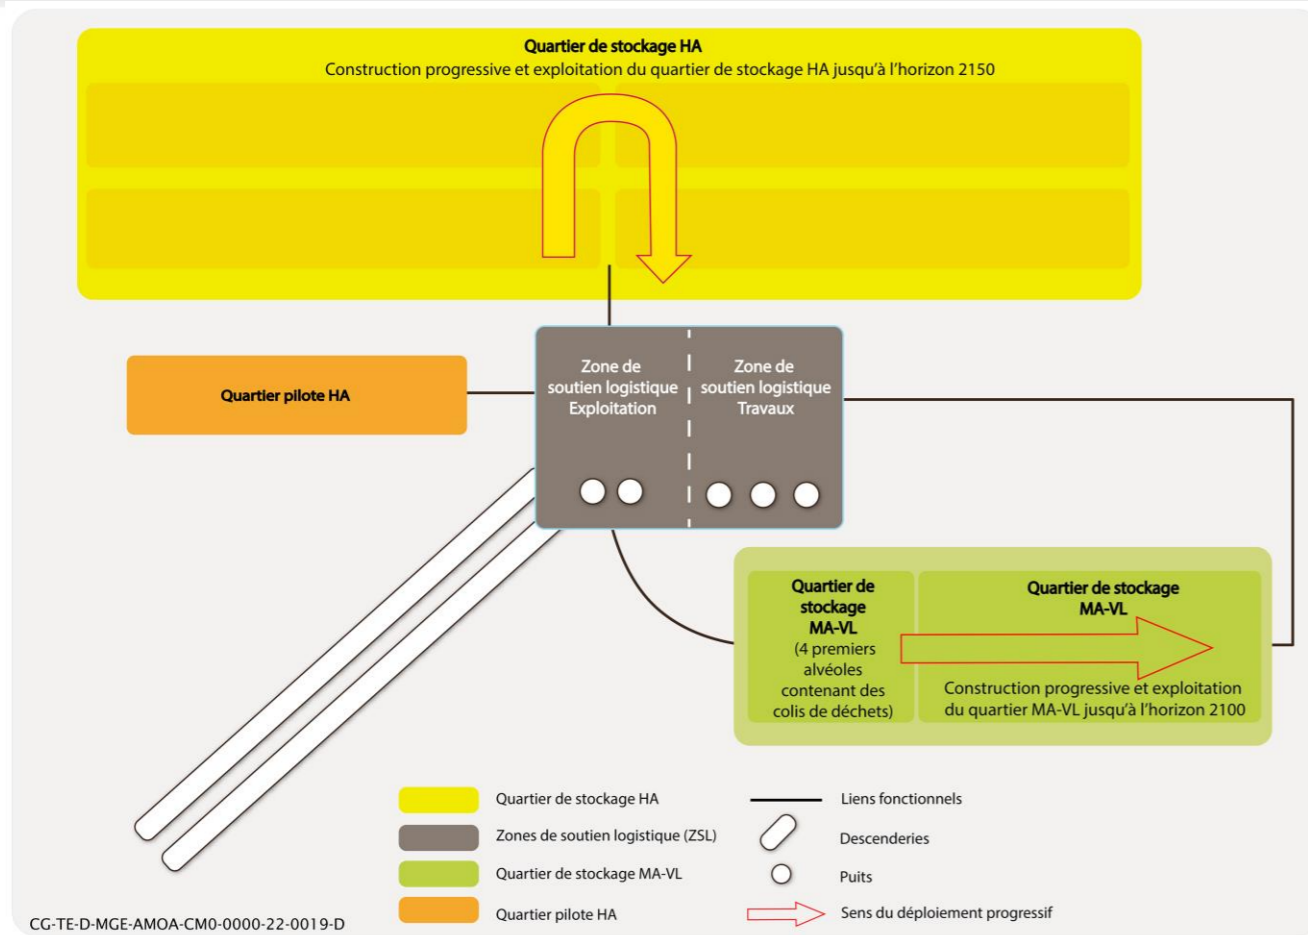 Quartier de stockage HA
Construction progressive et exploitation du quartier de stockage HA jusqu'à l'horizon 2150
Quartier pilote HA
Zone de
soutien logistique
Exploitation
Zone de
soutien logistique
Travaux
Quartier de
stockage
MA-VL
(4 premiers
alvéoles
contenant des
colis de déchets)
Quartier de stockage
MA-VL
Construction progressive et exploitation
du quartier MA-VL jusqu'à l'horizon 2100
Quartier de stockage HA
Zones de soutien logistique (ZSL)
Quartier de stockage MA-VL
Quartier pilote HA
Liens fonctionnels
Descenderies
Puits
Sens du déploiement progressif
CG-TE-D-MGE-AMOA-CM0-0000-22-0019-D